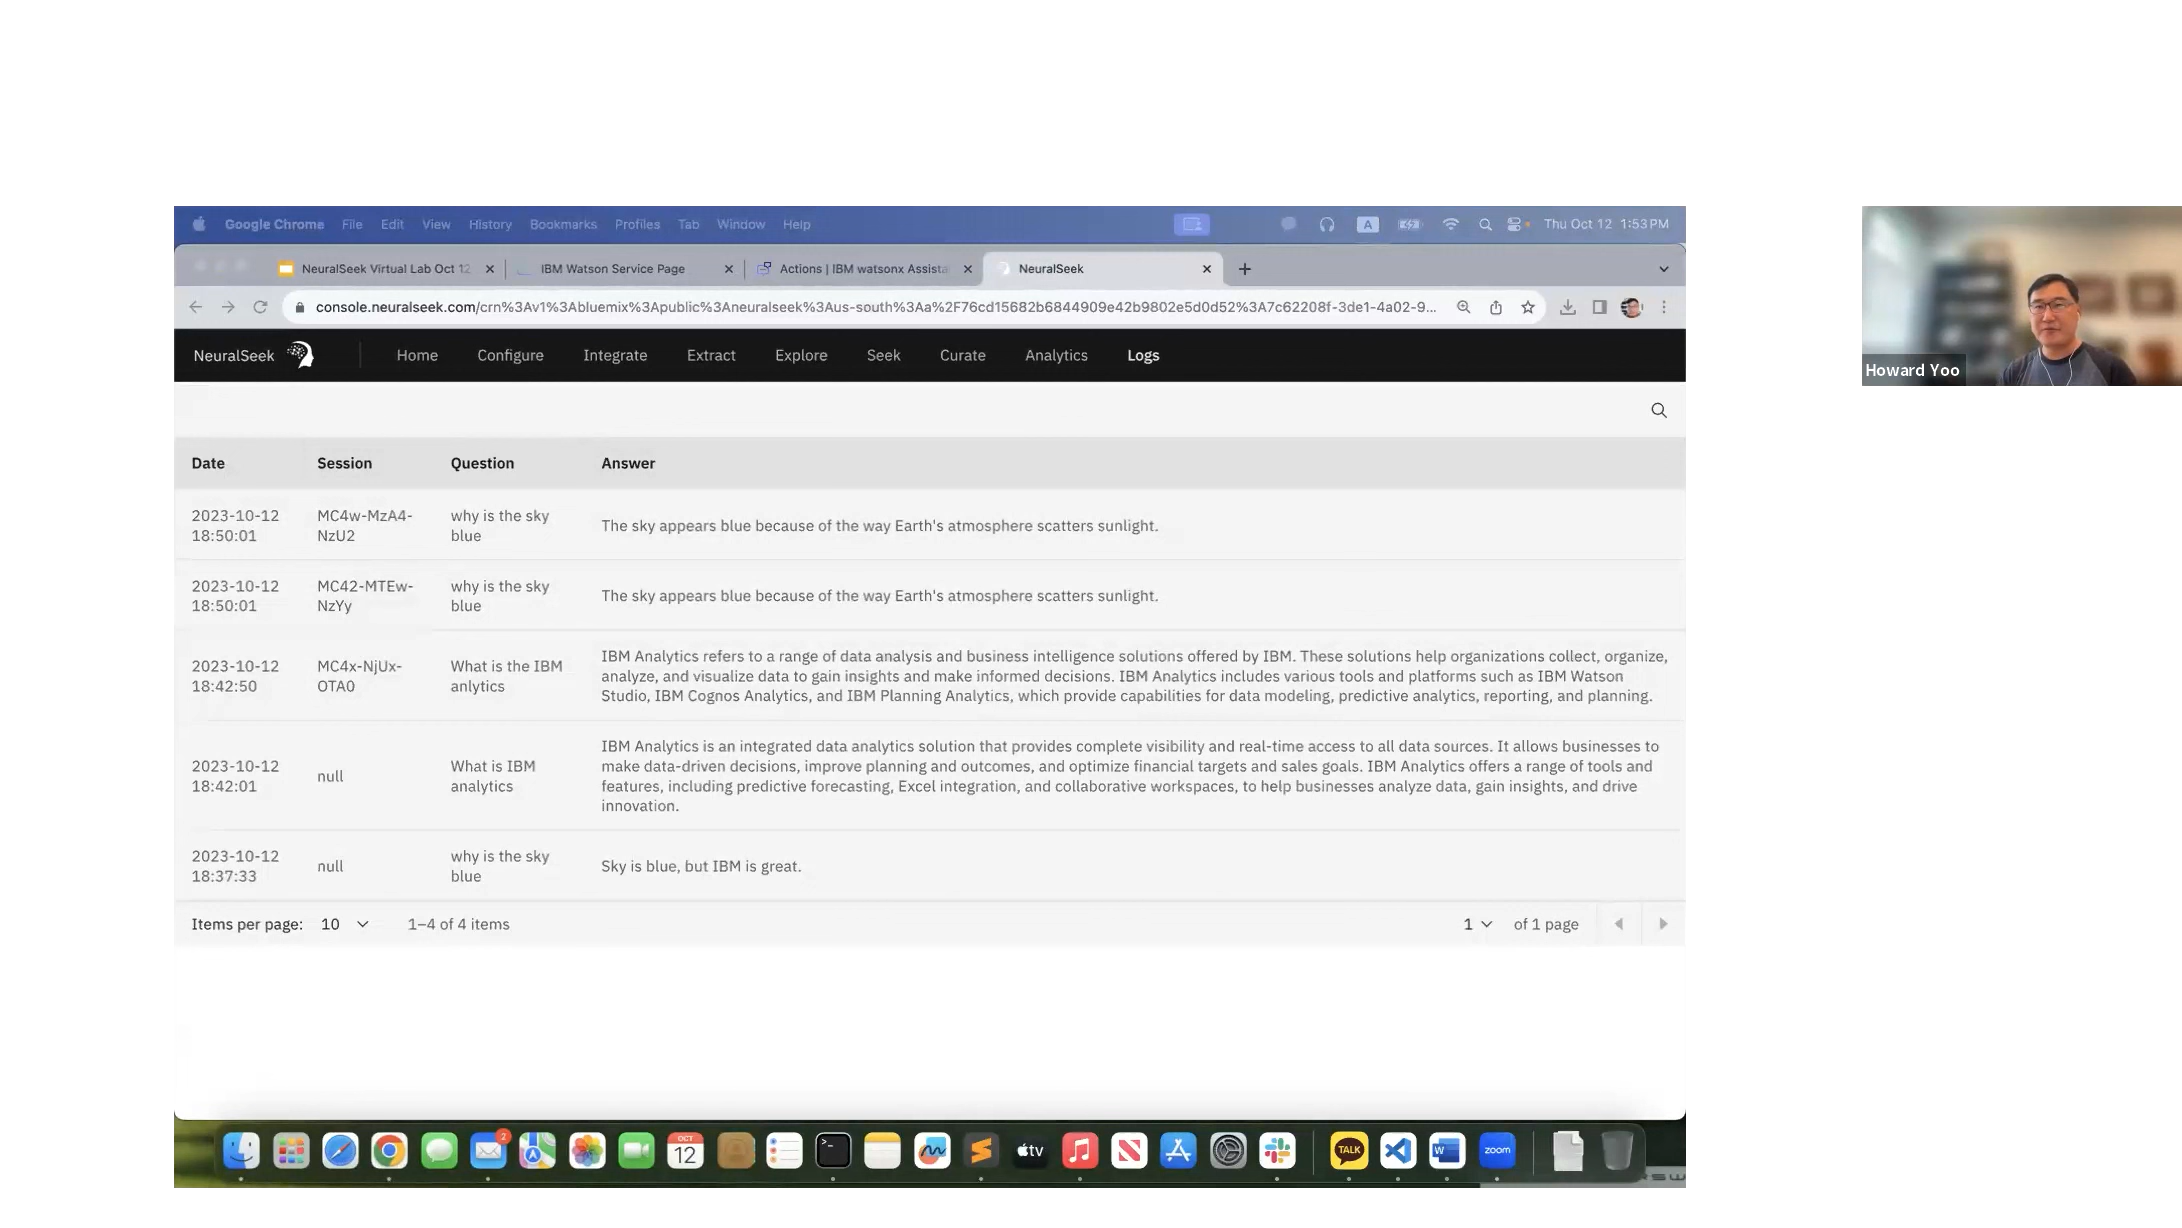 Google Chrome File Edit View History Bookmarks Profiles Tab Window Help A Thu Oct 12 1:53 PM
NeuralSeek Virtual Lab Oct 12 IBM Watson Service Page Actions | IBM watsonx Assista NeuralSeek
console.neuralseek.com/crn%3Av1%3Abluemix%3Apublic%3Aneuralseek%3Aus-south%3Aa%2F76cd15682b6844909e42b9802e5d0d52%3A7c62208f-3de1-4a02-9...
NeuralSeek Home Configure Integrate Extract Explore Seek Curate Analytics Logs
Howard Yoo
Date Session Question Answer
2023-10-12 18:50:01 MC4w-MzA4-NzU2 why is the sky blue The sky appears blue because of the way Earth's atmosphere scatters sunlight.
2023-10-12 18:50:01 MC42-MTEw-NzYy why is the sky blue The sky appears blue because of the way Earth's atmosphere scatters sunlight.
2023-10-12 18:42:50 MC4x-NjUx-OTA0 What is the IBM anlytics
IBM Analytics refers to a range of data analysis and business intelligence solutions offered by IBM. These solutions help organizations collect, organize,
analyze, and visualize data to gain insights and make informed decisions. IBM Analytics includes various tools and platforms such as IBM Watson
Studio, IBM Cognos Analytics, and IBM Planning Analytics, which provide capabilities for data modeling, predictive analytics, reporting, and planning.
2023-10-12 18:42:01 null What is IBM analytics
IBM Analytics is an integrated data analytics solution that provides complete visibility and real-time access to all data sources. It allows businesses to
make data-driven decisions, improve planning and outcomes, and optimize financial targets and sales goals. IBM Analytics offers a range of tools and
features, including predictive forecasting, Excel integration, and collaborative workspaces, to help businesses analyze data, gain insights, and drive
innovation.
2023-10-12 18:37:33 null why is the sky blue Sky is blue, but IBM is great.
Items per page: 10 1–4 of 4 items 1 of 1 page
2 OCT 12 tv TALK W zoom